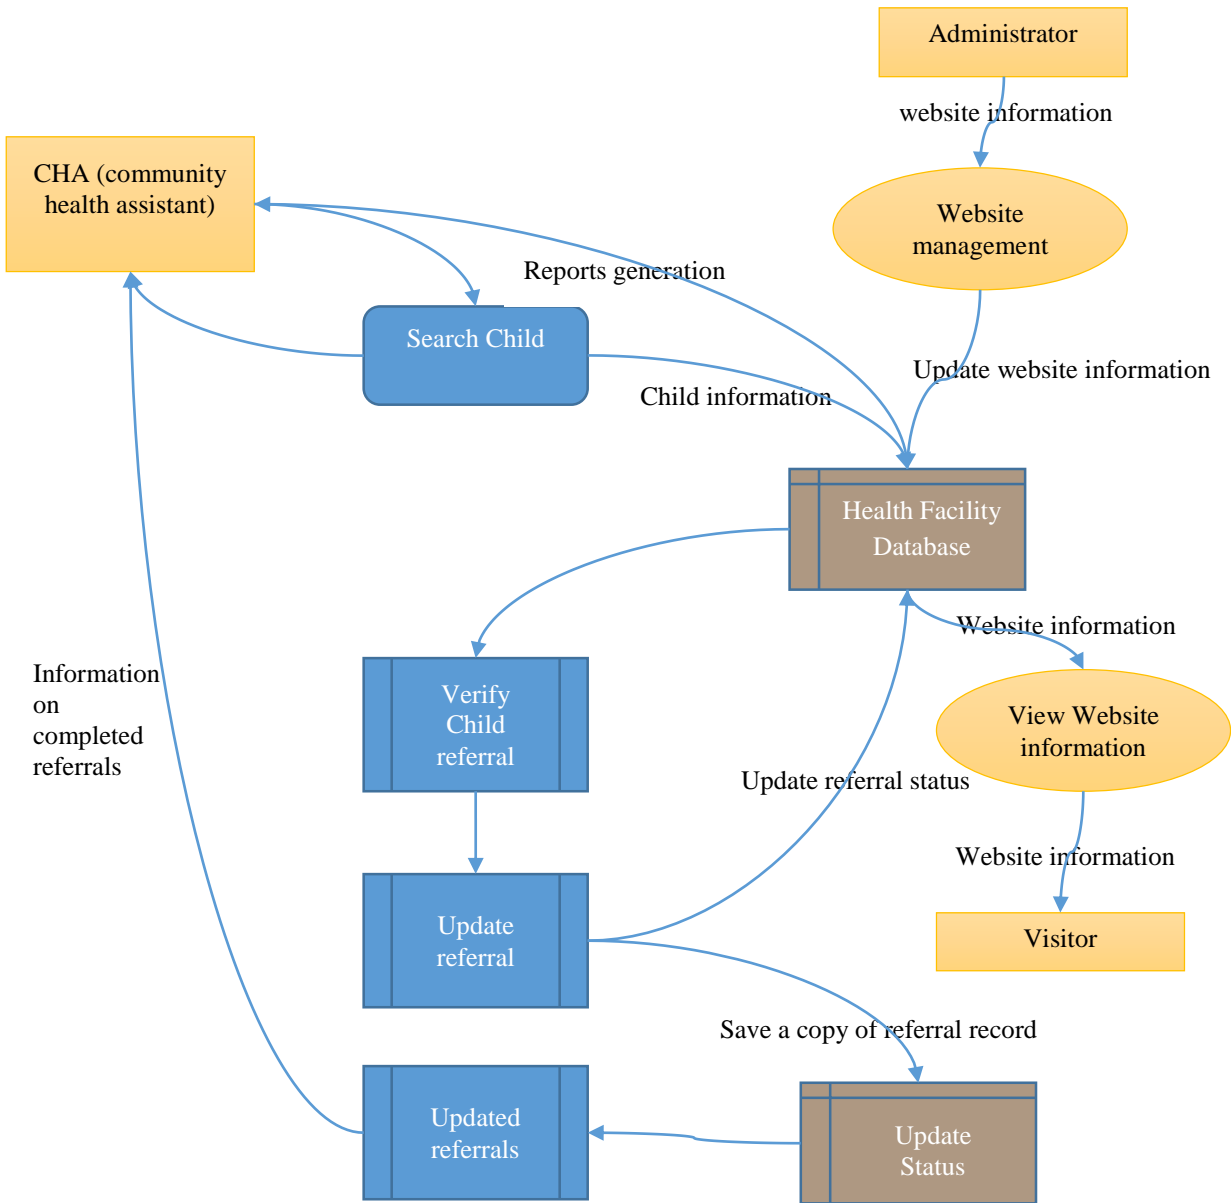 Administrator
website information
CHA (community
health assistant)
Website
management
Reports generation
Search Child
Update website information
Child information
Health Facility
Database
Website information
Information
on
completed
referrals
Verify
Child
referral
View Website
information
Update referral status
Website information
Update
referral
Visitor
Save a copy of referral record
Updated
referrals
Update
Status